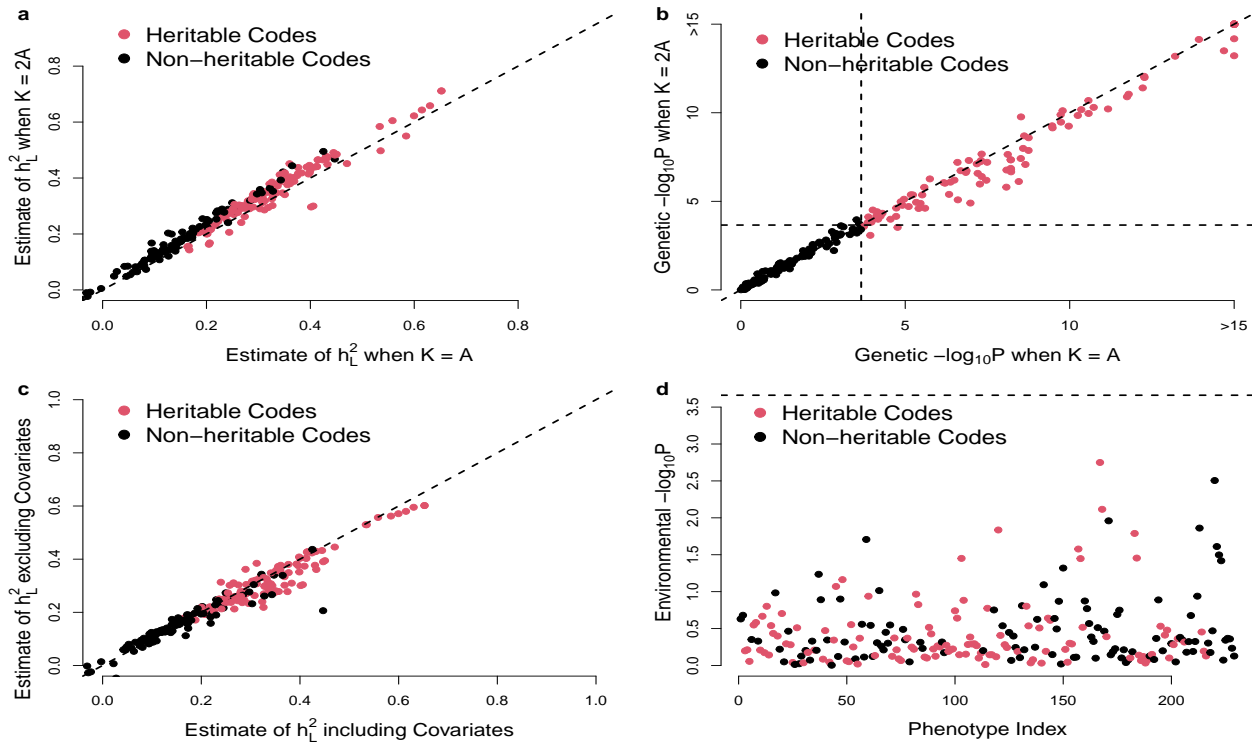 a
Heritable Codes
Non−heritable Codes
Estimate of h²L when K = 2A
0.0 0.2 0.4 0.6 0.8
0.0 0.2 0.4 0.6 0.8
Estimate of h²L when K = A
b
Heritable Codes
Non−heritable Codes
Genetic −log10P when K = 2A
0 5 10 >15
0 5 10 >15
Genetic −log10P when K = A
c
Heritable Codes
Non−heritable Codes
Estimate of h²L excluding Covariates
0.0 0.2 0.4 0.6 0.8 1.0
0.0 0.2 0.4 0.6 0.8 1.0
Estimate of h²L including Covariates
d
Heritable Codes
Non−heritable Codes
Environmental −log10P
0.0 0.5 1.0 1.5 2.0 2.5 3.0 3.5
0 50 100 150 200
Phenotype Index